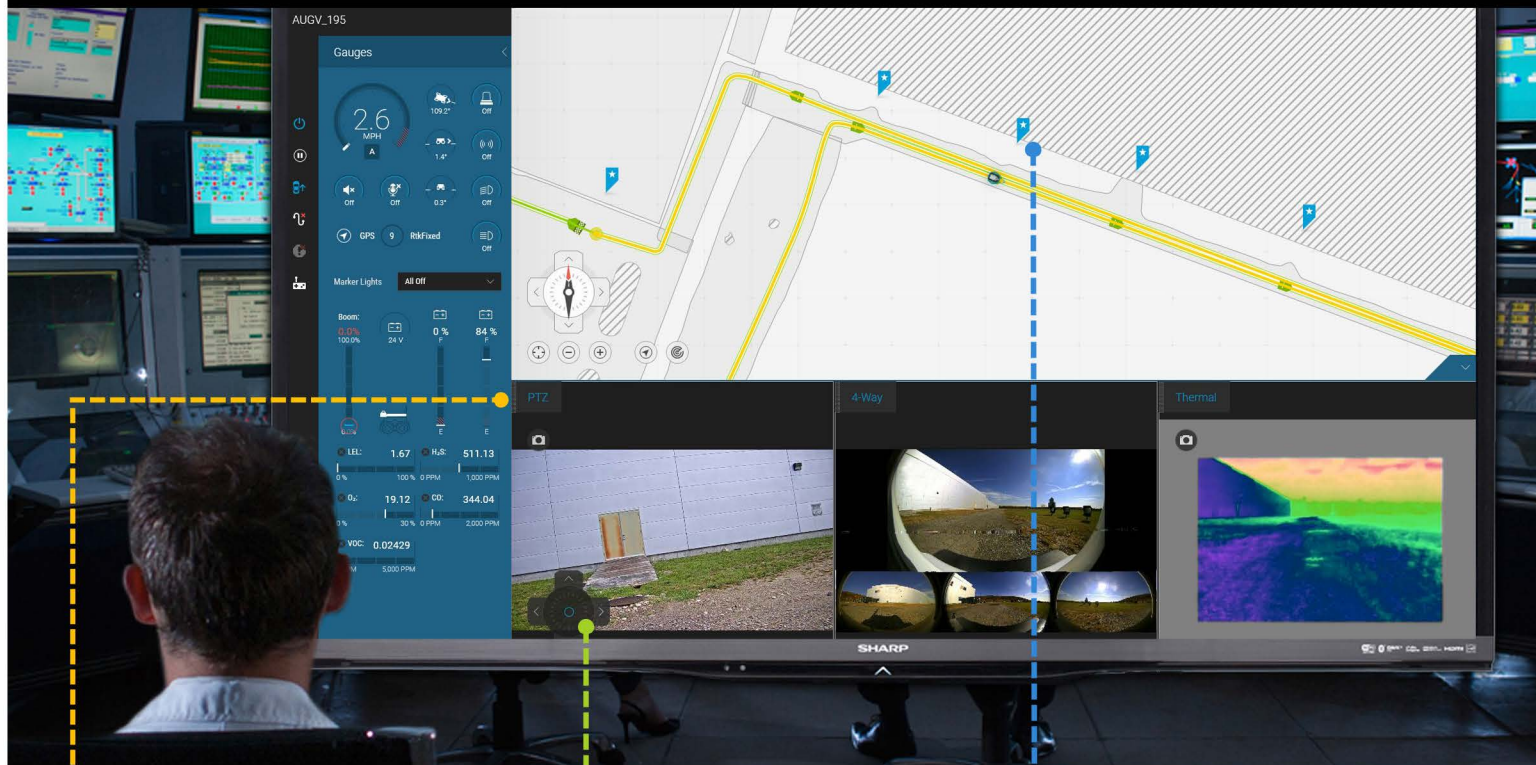 AUGV_195
Gauges
2.6
MPH
A
109.2°
Off
1.4°
Off
Off
Off
0.3°
Off
GPS 9 RtkFixed
Off
Marker Lights All Off
Boom:
0.0% 0 % 84 %
100.0% 24 V F F
0.0% E E
LEL: 1.67 H₂S: 511.13
0 % 100 % 0 PPM 1,000 PPM
O₂: 19.12 CO: 344.04
0 % 30 % 0 PPM 2,000 PPM
VOC: 0.02429
5,000 PPM
PTZ
4-Way
Thermal
SHARP
HDMI